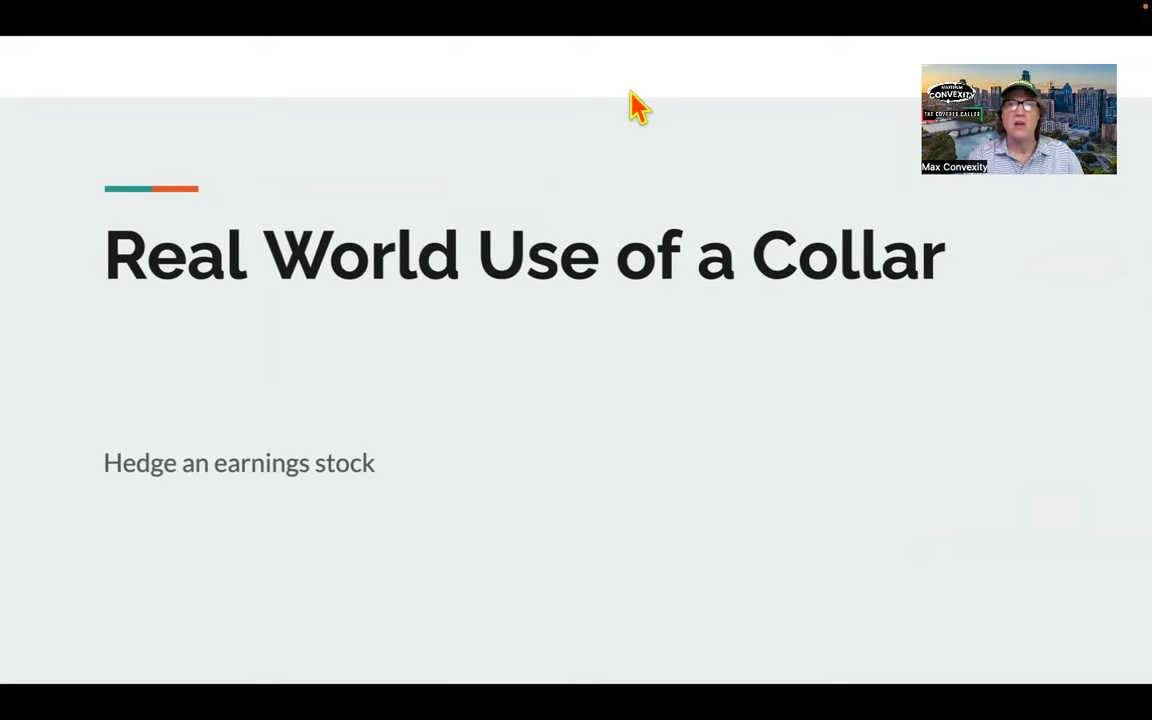 MAXIMUM
CONVEXITY
THE COVERED CALLER
Max Convexity
Real World Use of a Collar
Hedge an earnings stock